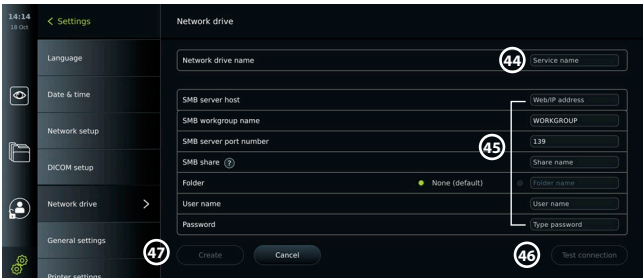 14:14
18 Oct
Settings
Network drive
Language
Date & time
Network setup
DICOM setup
Network drive
General settings
Printer settings
Network drive name
44
Service name
SMB server host
Web/IP address
SMB workgroup name
WORKGROUP
SMB server port number
45
139
SMB share ?
Share name
Folder
None (default)
Folder name
User name
User name
Password
Type password
47
Create
Cancel
46
Test connection